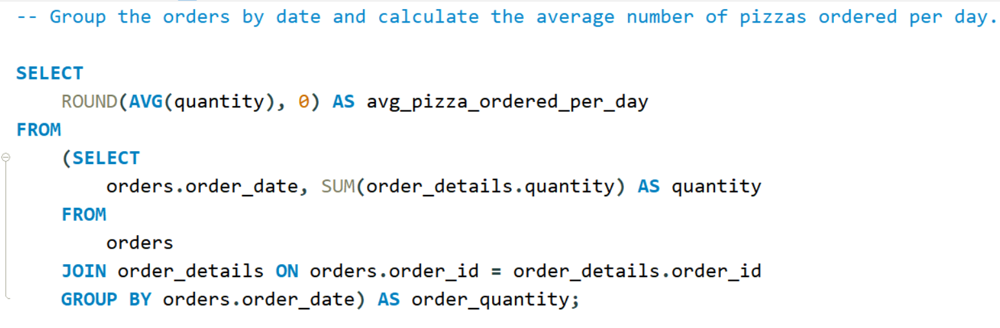 -- Group the orders by date and calculate the average number of pizzas ordered per day.
SELECT
ROUND(AVG(quantity), 0) AS avg_pizza_ordered_per_day
FROM
(SELECT
orders.order_date, SUM(order_details.quantity) AS quantity
FROM
orders
JOIN order_details ON orders.order_id = order_details.order_id
GROUP BY orders.order_date) AS order_quantity;